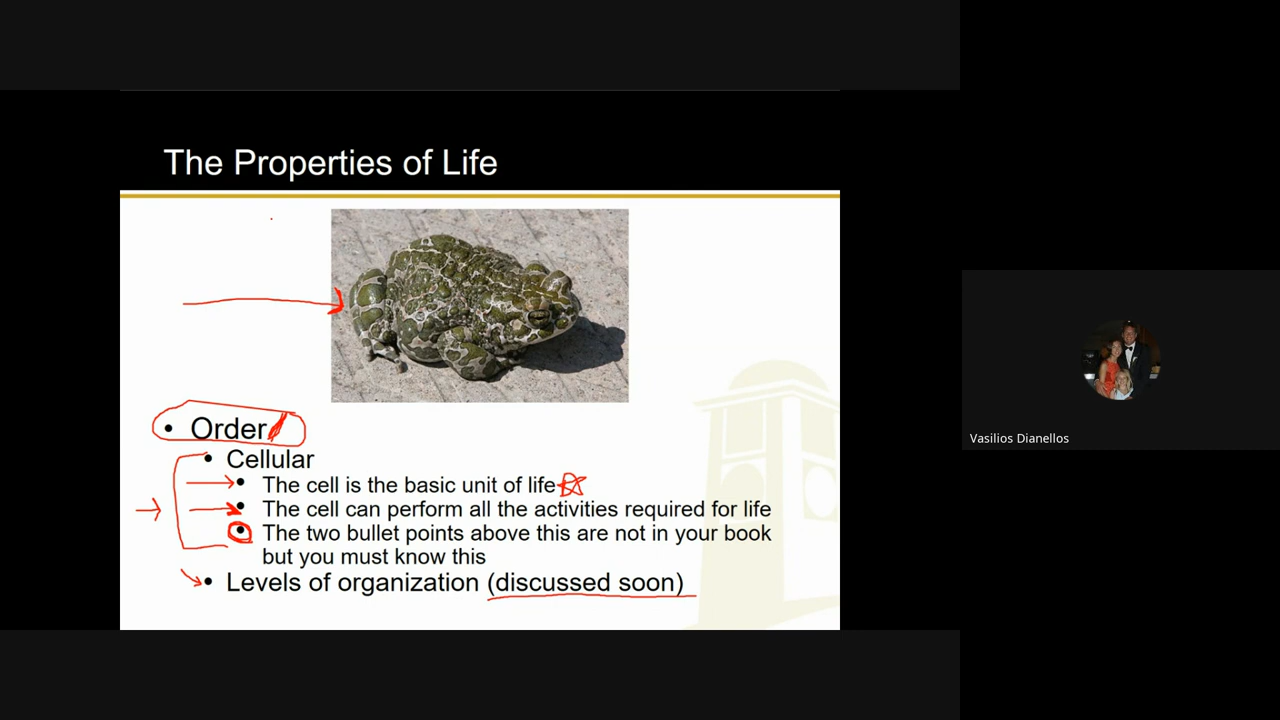 The Properties of Life
• Order
• Cellular
• The cell is the basic unit of life
• The cell can perform all the activities required for life
• The two bullet points above this are not in your book
but you must know this
• Levels of organization (discussed soon)
Vasilios Dianellos